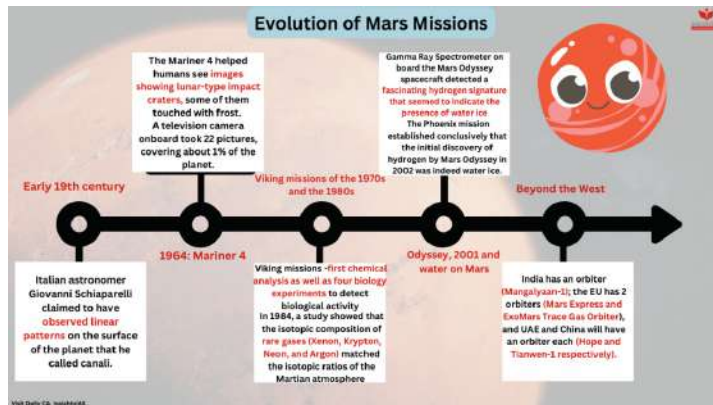 Evolution of Mars Missions
The Mariner 4 helped
humans see images
showing lunar-type impact
craters, some of them
touched with frost.
A television camera
onboard took 22 pictures,
covering about 1% of the
planet.
Gamma Ray Spectrometer on
board the Mars Odyssey
spacecraft detected a
fascinating hydrogen signature
that seemed to indicate the
presence of water ice
The Phoenix mission
established conclusively that
the initial discovery of
hydrogen by Mars Odyssey in
2002 was indeed water ice.
Early 19th century
Viking missions of the 1970s
and the 1980s
Beyond the West
1964: Mariner 4
Odyssey, 2001 and
water on Mars
Italian astronomer
Giovanni Schiaparelli
claimed to have
observed linear
patterns on the surface
of the planet that he
called canali.
Viking missions -first chemical
analysis as well as four biology
experiments to detect
biological activity
In 1984, a study showed that
the isotopic composition of
rare gases (Xenon, Krypton,
Neon, and Argon) matched
the isotopic ratios of the
Martian atmosphere
India has an orbiter
(Mangalyaan-1); the EU has 2
orbiters (Mars Express and
ExoMars Trace Gas Orbiter),
and UAE and China will have
an orbiter each (Hope and
Tianwen-1 respectively).
Visit Daily CA,